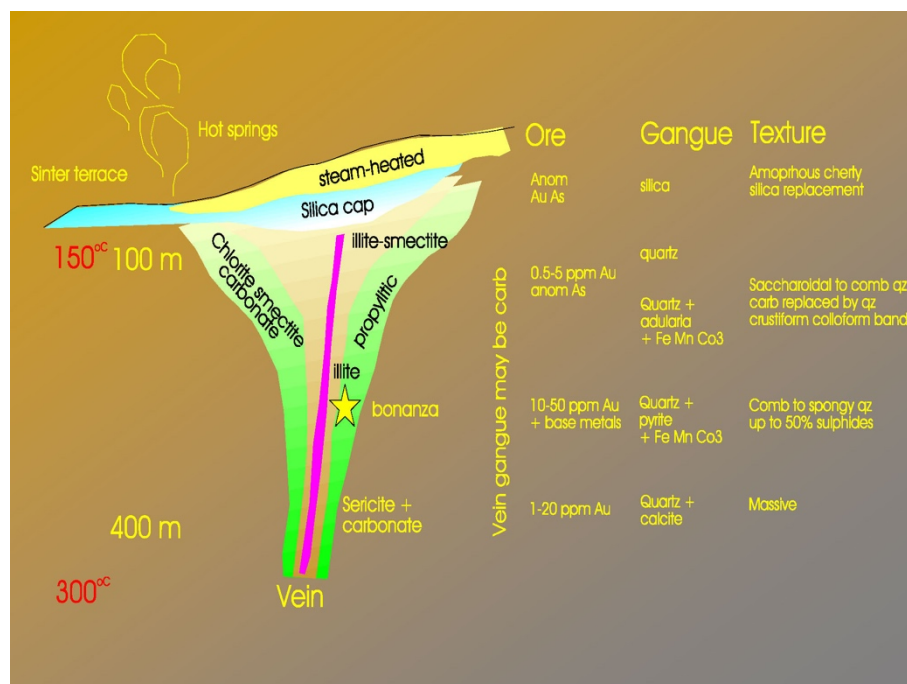 Hot springs
Sinter terrace
steam-heated
Silica cap
150°C 100 m
illite-smectite
Chlorite smectite
carbonate
propylitic
illite
bonanza
Sericite +
carbonate
400 m
300°C
Vein
Vein gangue may be carb
Ore
Anom
Au As
0.5-5 ppm Au
anom As
10-50 ppm Au
+ base metals
1-20 ppm Au
Gangue
silica
quartz
Quartz +
adularia
+ Fe Mn Co3
Quartz +
pyrite
+ Fe Mn Co3
Quartz +
calcite
Texture
Amoprhous cherty
silica replacement
Saccharoidal to comb qz
carb replaced by qz
crustiform colloform band
Comb to spongy qz
up to 50% sulphides
Massive